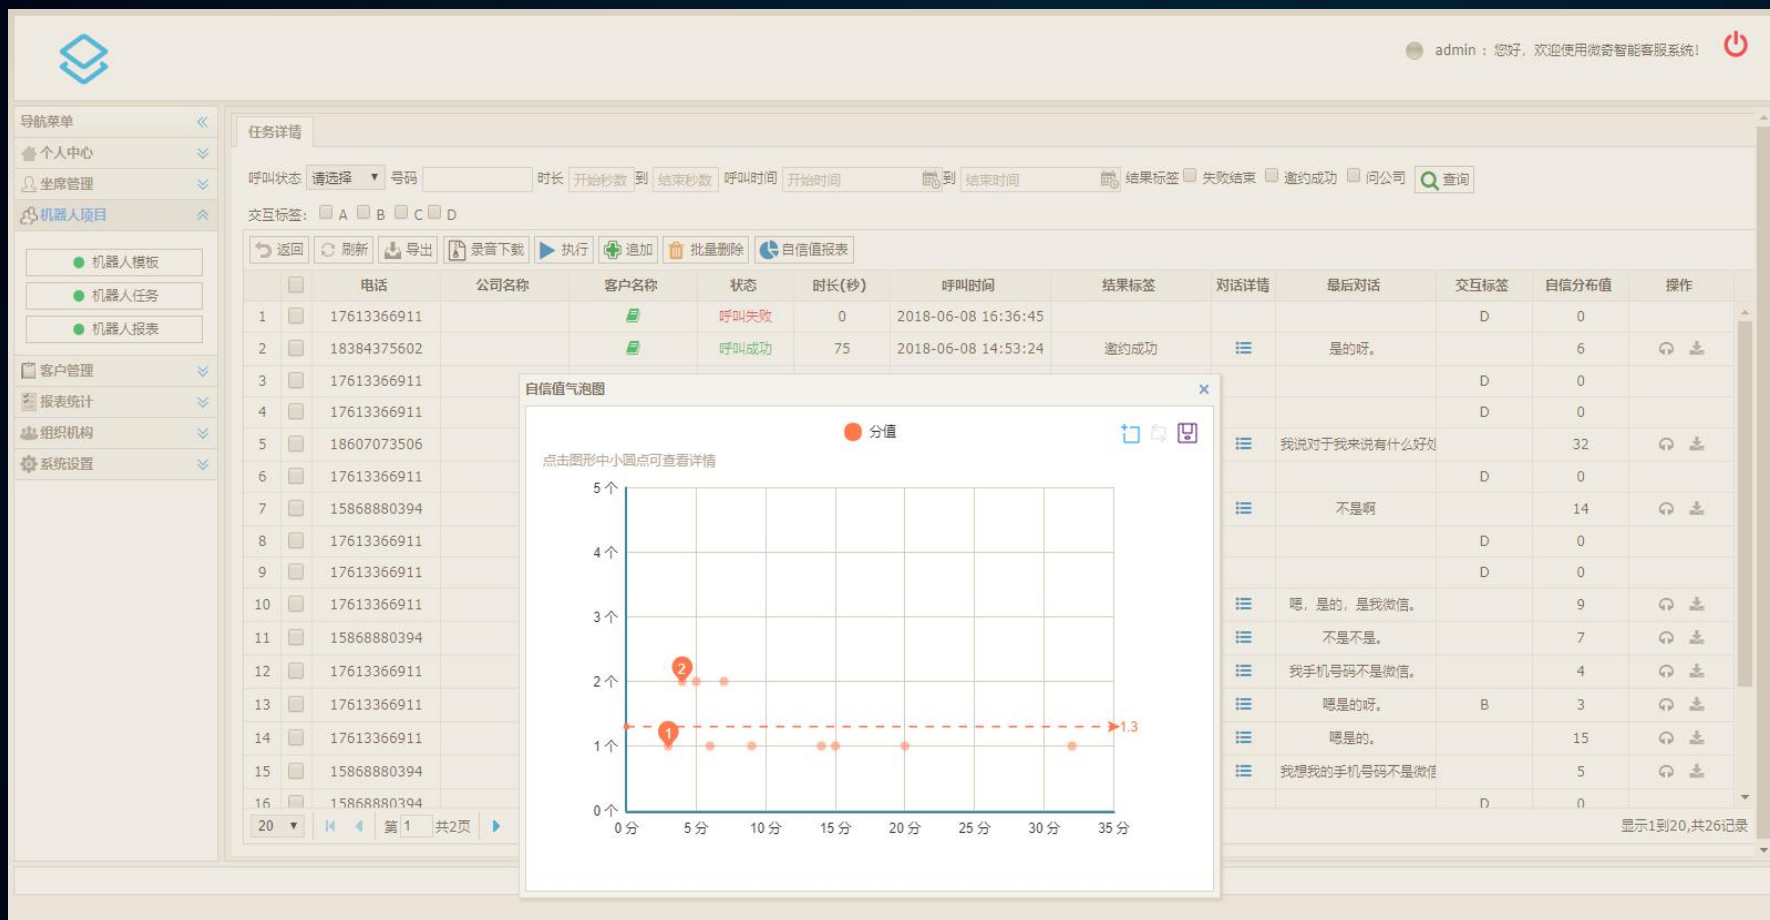 admin : 您好, 欢迎使用微奇智能客服系统!
导航菜单
个人中心
坐席管理
机器人项目
机器人模板
机器人任务
机器人报表
客户管理
报表统计
组织机构
系统设置
任务详情
呼叫状态 请选择 号码 时长 开始秒数 到 结束秒数 呼叫时间 开始时间 到 结束时间 结果标签 失败结束 邀约成功 问公司 查询
交互标签: A B C D
返回 刷新 导出 录音下载 执行 追加 批量删除 自信值报表
电话 公司名称 客户名称 状态 时长(秒) 呼叫时间 结果标签 对话详情 最后对话 交互标签 自信分布值 操作
1 17613366911 呼叫失败 0 2018-06-08 16:36:45 D 0
2 18384375602 呼叫成功 75 2018-06-08 14:53:24 邀约成功 是的呀。 6
3 17613366911 D 0
4 17613366911 D 0
5 18607073506 我说对于我来说有什么好处 32
6 17613366911 D 0
7 15868880394 不是啊 14
8 17613366911 D 0
9 17613366911 D 0
10 17613366911 嗯，是的，是我微信。 9
11 15868880394 不是不是。 7
12 17613366911 我手机号码不是微信。 4
13 17613366911 嗯是的呀。 B 3
14 17613366911 嗯是的。 15
15 15868880394 我想我的手机号码不是微信 5
16 15868880394 D 0
20 第 1 共2页 显示1到20,共26记录
自信值气泡图 ×
分值
点击图形中小圆点可查看详情
5 个
4 个
3 个
2 个
1 个
0 个
2
1
1.3
0 分 5 分 10 分 15 分 20 分 25 分 30 分 35 分